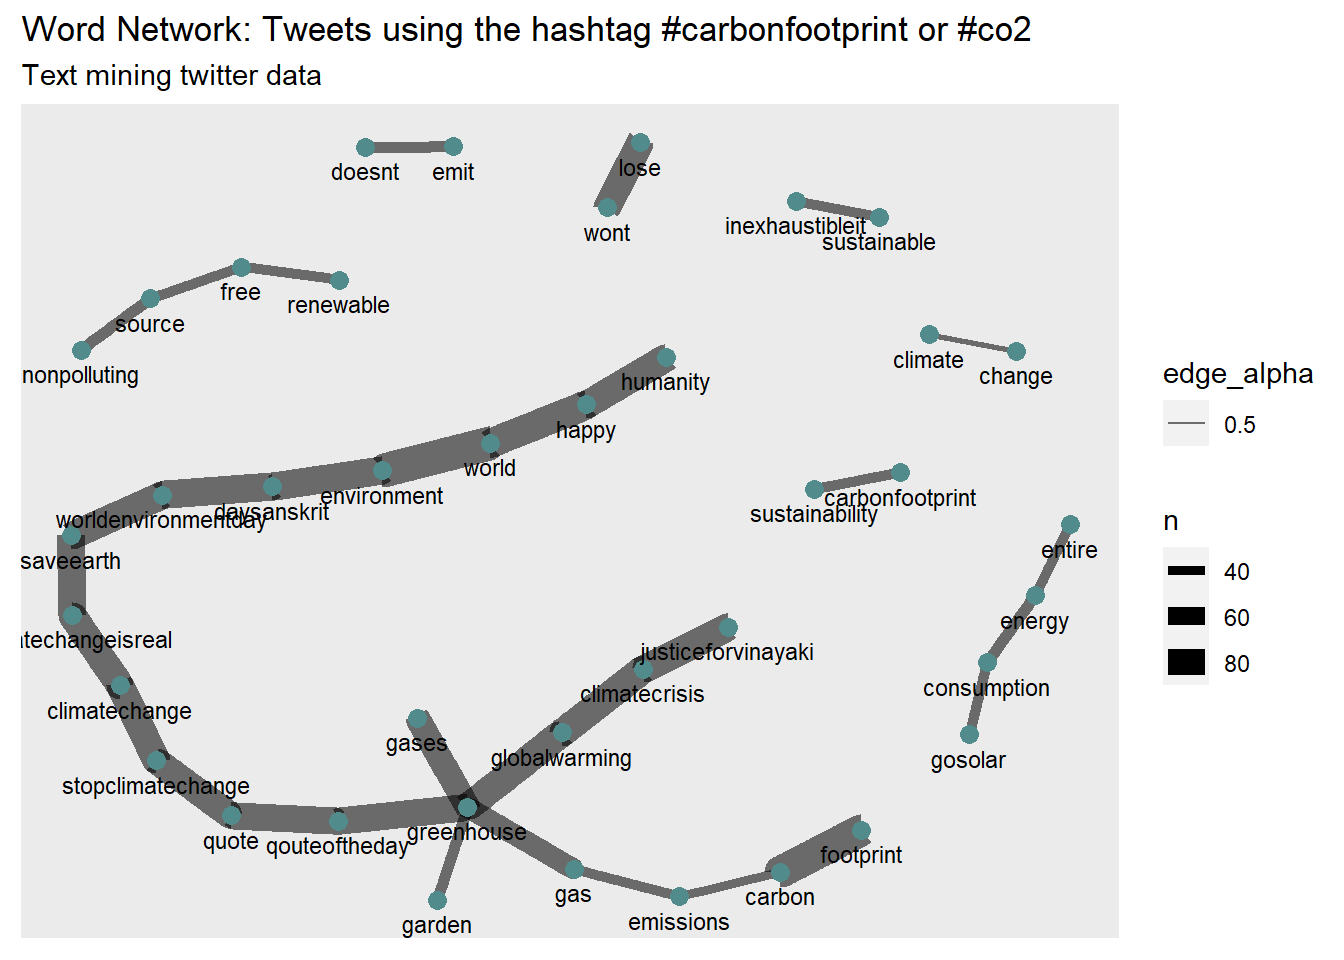 Word Network: Tweets using the hashtag #carbonfootprint or #co2
Text mining twitter data
doesnt
emit
lose
wont
inexhaustibleit
sustainable
free
renewable
source
nonpolluting
climate
change
humanity
happy
world
environment
daysanskrit
worldenvironmentday
carbonfootprint
sustainability
saveearth
entire
energy
consumption
gosolar
atechangeisreal
climatechange
stopclimatechange
justiceforvinayaki
climatecrisis
globalwarming
gases
greenhouse
quote
qouteoftheday
footprint
carbon
gas
emissions
garden
edge_alpha
0.5
n
40
60
80